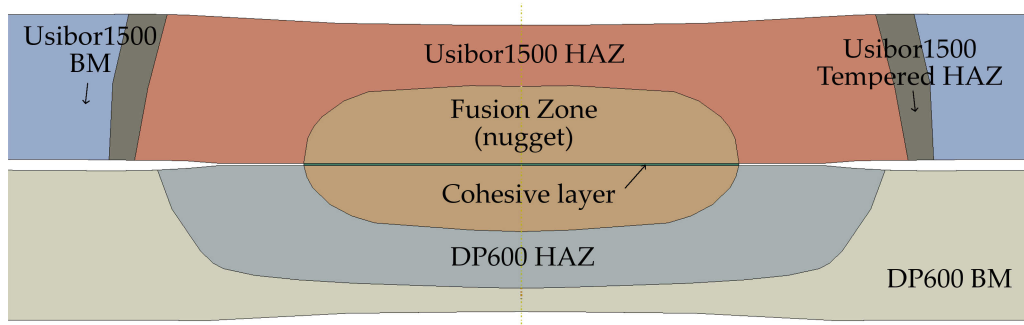 Usibor1500
BM
Usibor1500 HAZ
Usibor1500
Tempered HAZ
Fusion Zone
(nugget)
Cohesive layer
DP600 HAZ
DP600 BM